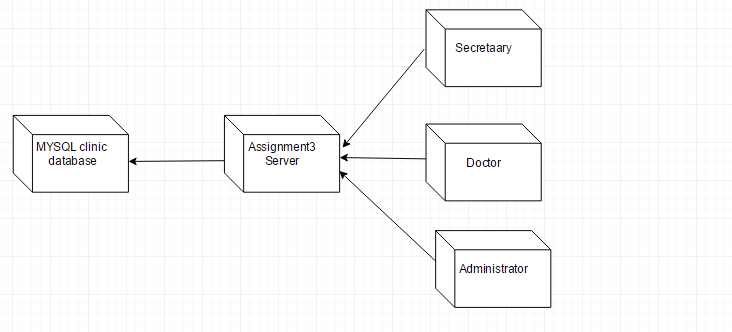 Secretaary
MYSQL clinic
database
Assignment3
Server
Doctor
Administrator